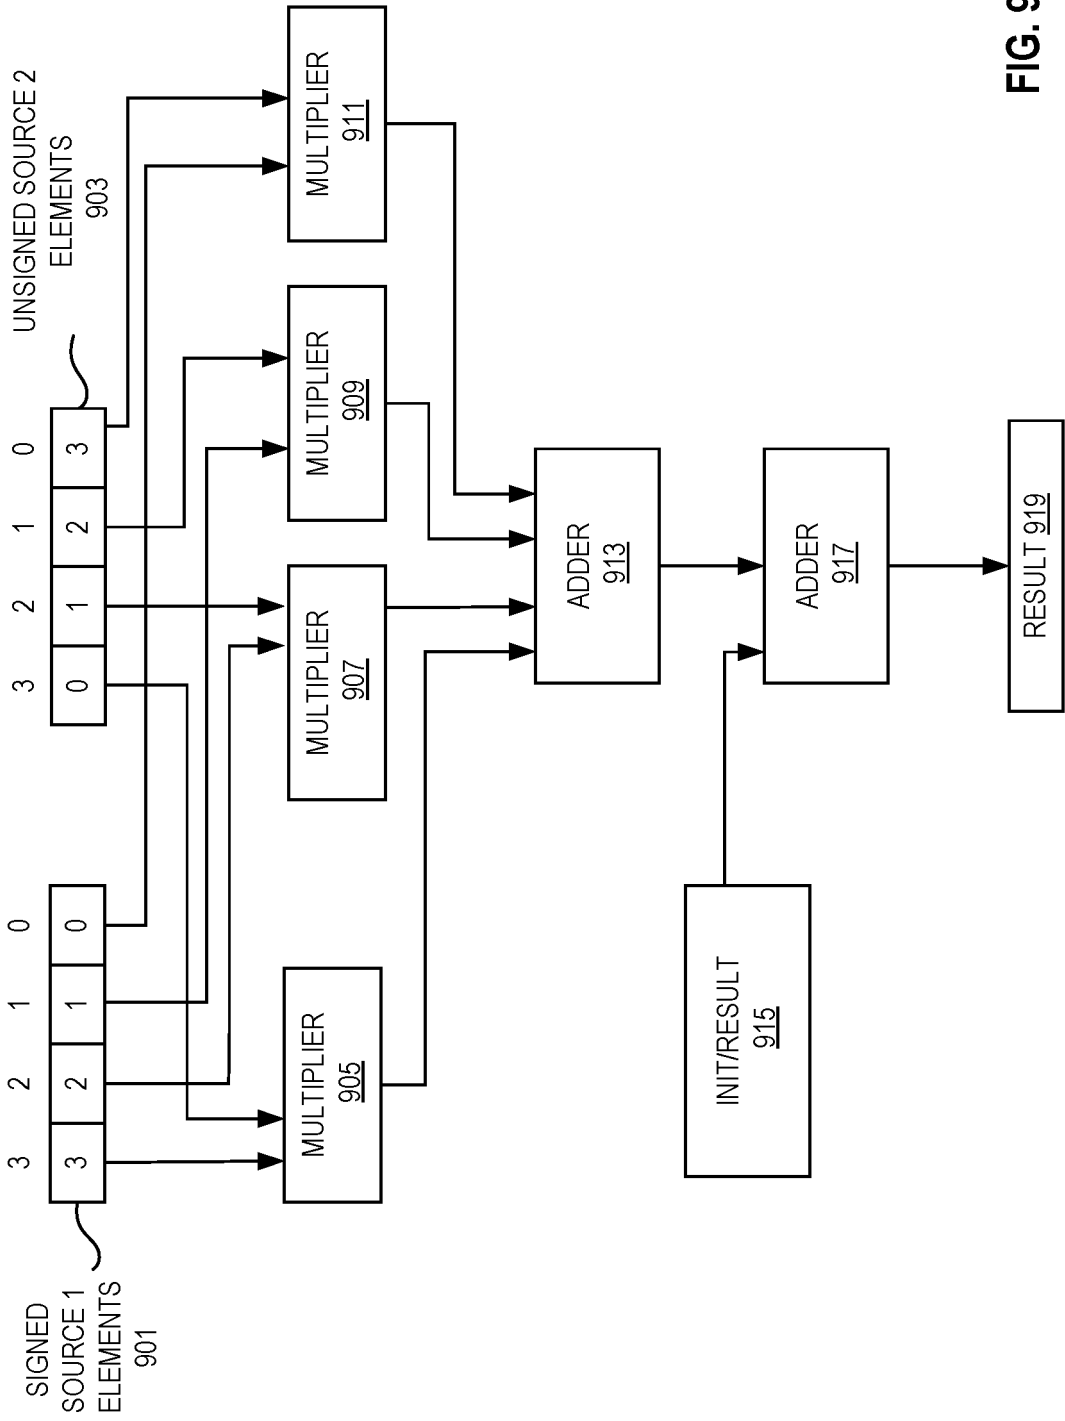 SIGNED
SOURCE 1
ELEMENTS
901
3 2 1 0
3 2 1 0
UNSIGNED SOURCE 2
ELEMENTS
903
3 2 1 0
0 1 2 3
MULTIPLIER
905
MULTIPLIER
907
MULTIPLIER
909
MULTIPLIER
911
ADDER
913
INIT/RESULT
915
ADDER
917
RESULT 919
FIG. 9